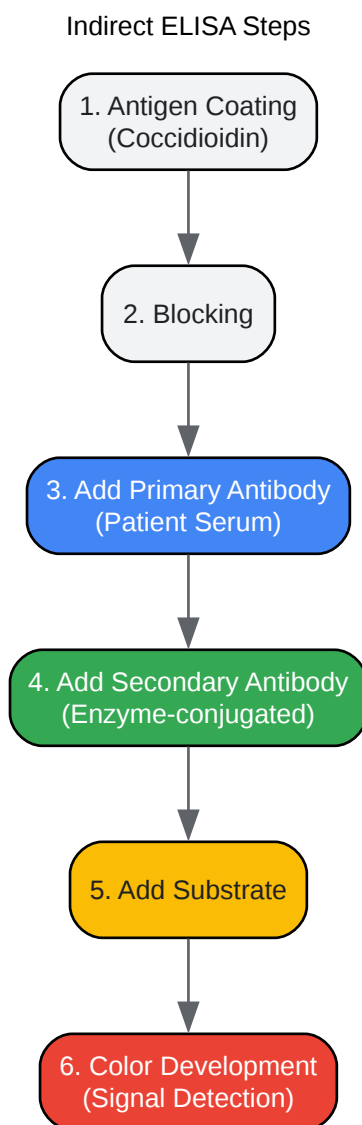 Indirect ELISA Steps
1. Antigen Coating
(Coccidioidin)
2. Blocking
3. Add Primary Antibody
(Patient Serum)
4. Add Secondary Antibody
(Enzyme-conjugated)
5. Add Substrate
6. Color Development
(Signal Detection)